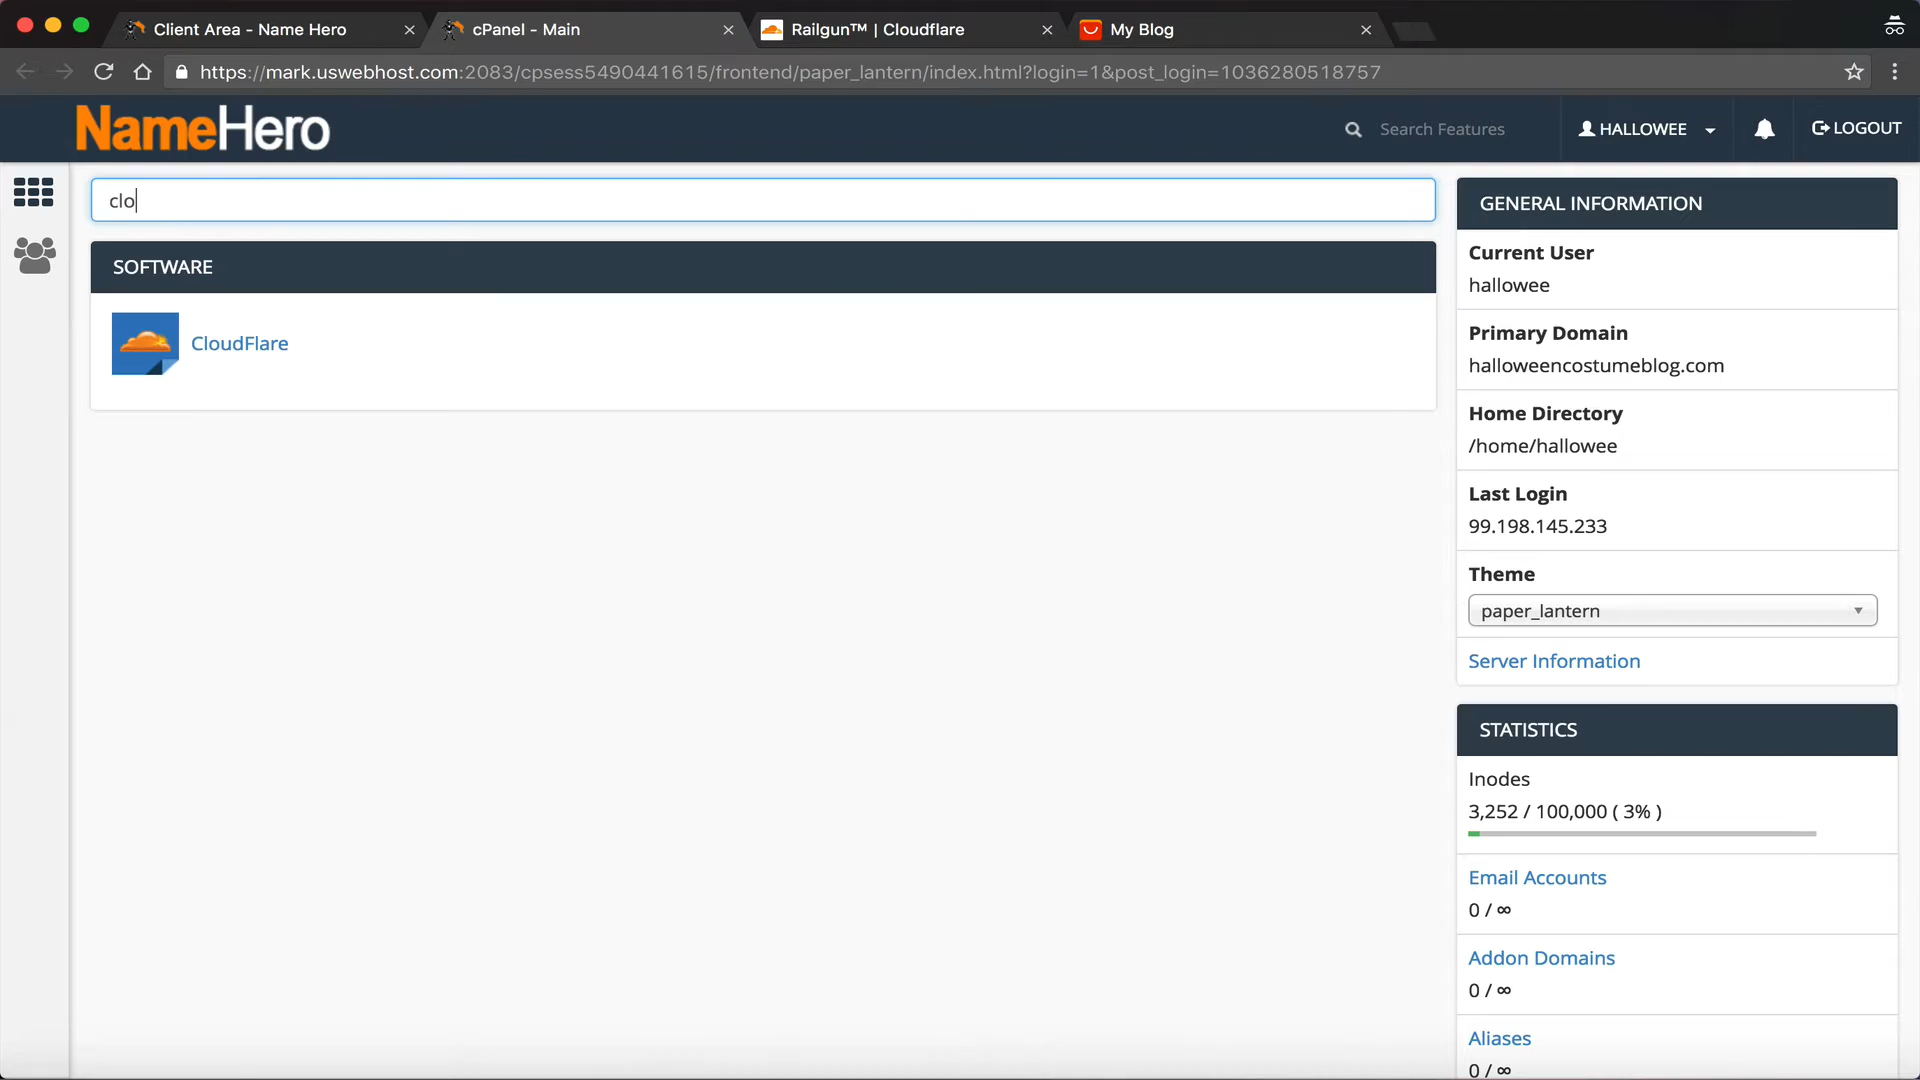 Client Area - Name Hero
cPanel - Main
Railgun™ | Cloudflare
My Blog
https://mark.uswebhost.com:2083/cpsess5490441615/frontend/paper_lantern/index.html?login=1&post_login=1036280518757
NameHero
Search Features
HALLOWEE
LOGOUT
clo
SOFTWARE
CloudFlare
GENERAL INFORMATION
Current User
hallowee
Primary Domain
halloweencostumeblog.com
Home Directory
/home/hallowee
Last Login
99.198.145.233
Theme
paper_lantern
Server Information
STATISTICS
Inodes
3,252 / 100,000 ( 3% )
Email Accounts
0 / ∞
Addon Domains
0 / ∞
Aliases
0 / ∞